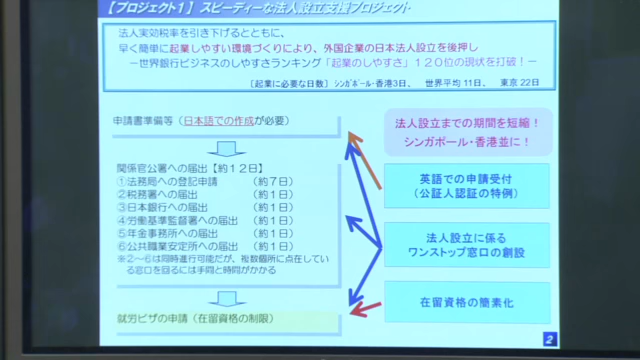 【プロジェクト1】 スピーディーな法人設立支援プロジェクト
法人実効税率を引き下げるとともに、
早く簡単に起業しやすい環境づくりにより、外国企業の日本法人設立を後押し
－世界銀行ビジネスのしやすさランキング「起業のしやすさ」120位の現状を打破！－
〔起業に必要な日数〕シンガポール・香港3日、 世界平均11日、 東京22日
申請書準備等（日本語での作成が必要）
関係官公署への届出【約12日】
①法務局への登記申請 （約7日）
②税務署への届出 （約1日）
③日本銀行への届出 （約1日）
④労働基準監督署への届出 （約1日）
⑤年金事務所への届出 （約1日）
⑥公共職業安定所への届出 （約1日）
※②～⑥は同時進行可能だが、複数個所に点在してい
る窓口を回るには手間と時間がかかる
就労ビザの申請（在留資格の制限）
法人設立までの期間を短縮！
シンガポール・香港並に！
英語での申請受付
（公証人認証の特例）
法人設立に係る
ワンストップ窓口の創設
在留資格の簡素化
2